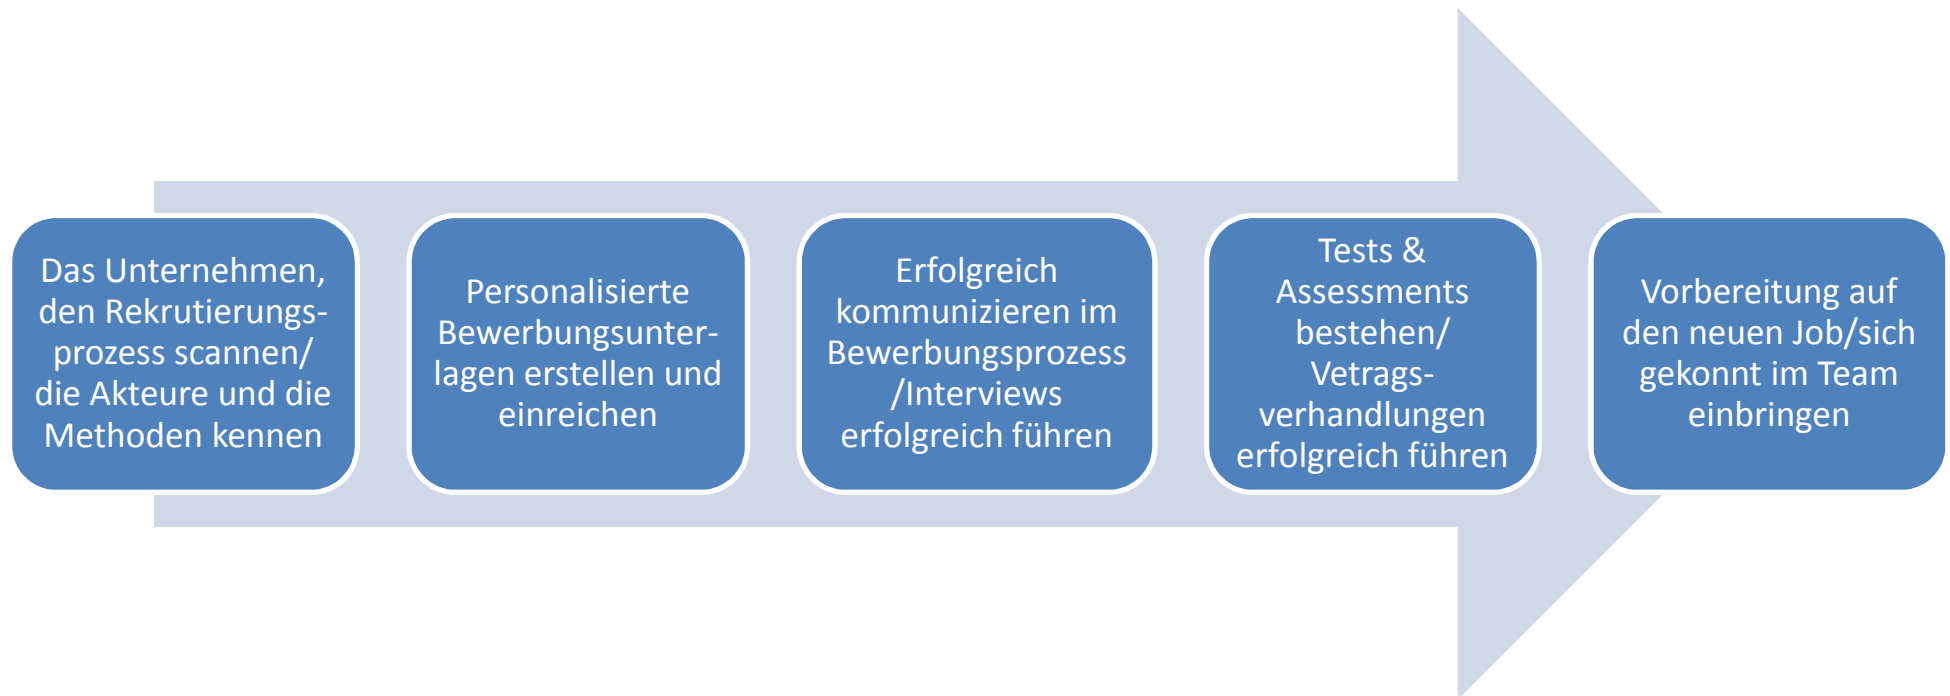 Das Unternehmen,
den Rekrutierungs-
prozess scannen/
die Akteure und die
Methoden kennen
Personalisierte
Bewerbungsunter-
lagen erstellen und
einreichen
Erfolgreich
kommunizieren im
Bewerbungsprozess
/Interviews
erfolgreich führen
Tests &
Assessments
bestehen/
Vetrags-
verhandlungen
erfolgreich führen
Vorbereitung auf
den neuen Job/sich
gekonnt im Team
einbringen